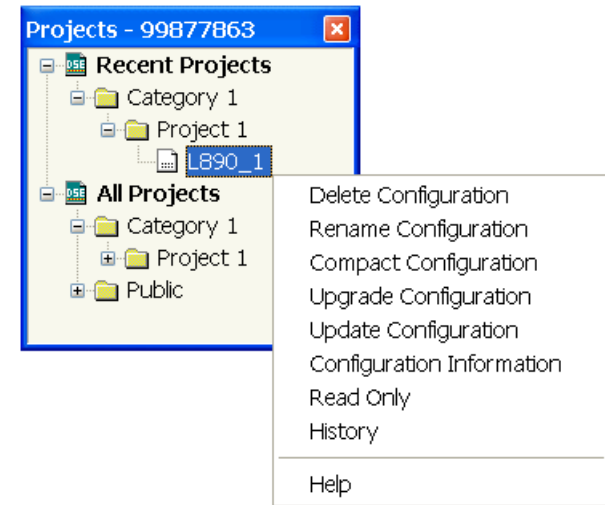 Projects - 99877863
DSE Recent Projects
Category 1
Project 1
L890_1
DSE All Projects
Category 1
Project 1
Public
Delete Configuration
Rename Configuration
Compact Configuration
Upgrade Configuration
Update Configuration
Configuration Information
Read Only
History
Help